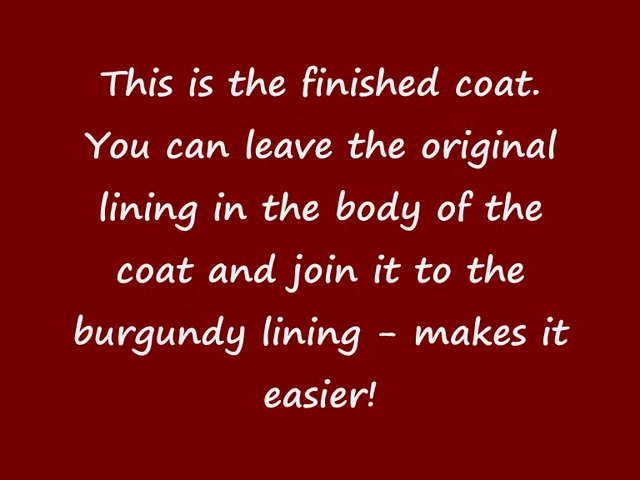 This is the finished coat.
You can leave the original
lining in the body of the
coat and join it to the
burgundy lining - makes it
easier!